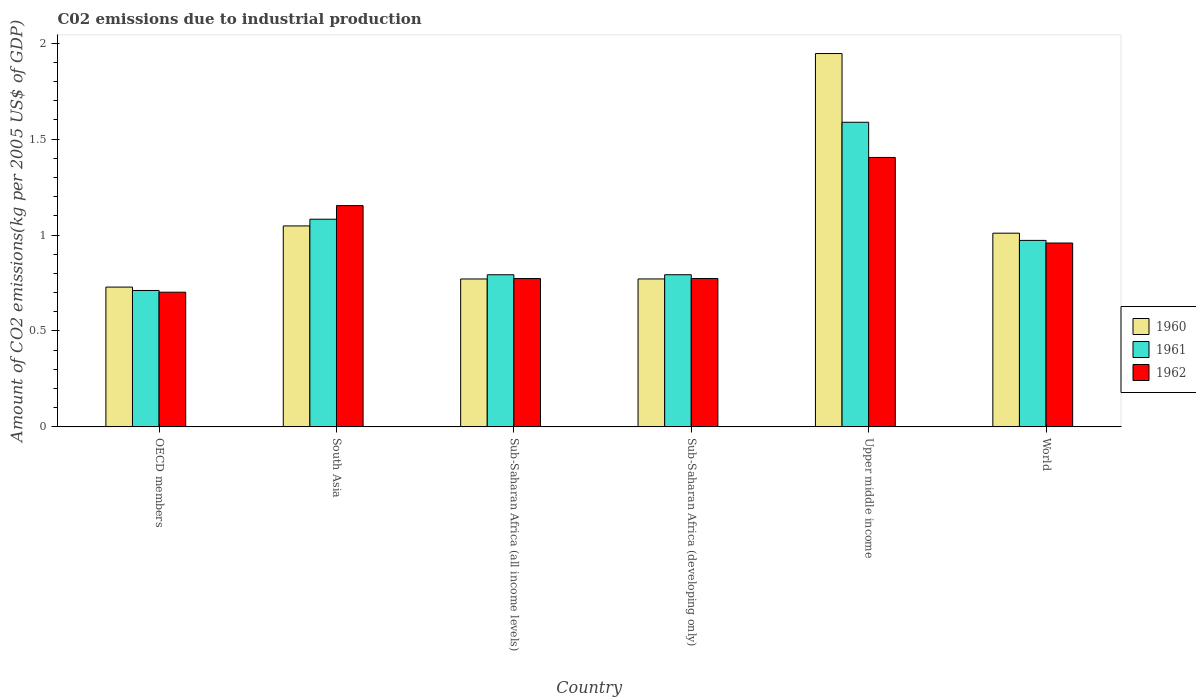 C02 emissions due to industrial production
Amount of CO2 emissions(kg per 2005 US$ of GDP)
2
1.5
1
0.5
0
OECD members
South Asia
Sub-Saharan Africa (all income levels)
Sub-Saharan Africa (developing only)
Upper middle income
World
Country
1960
1961
1962